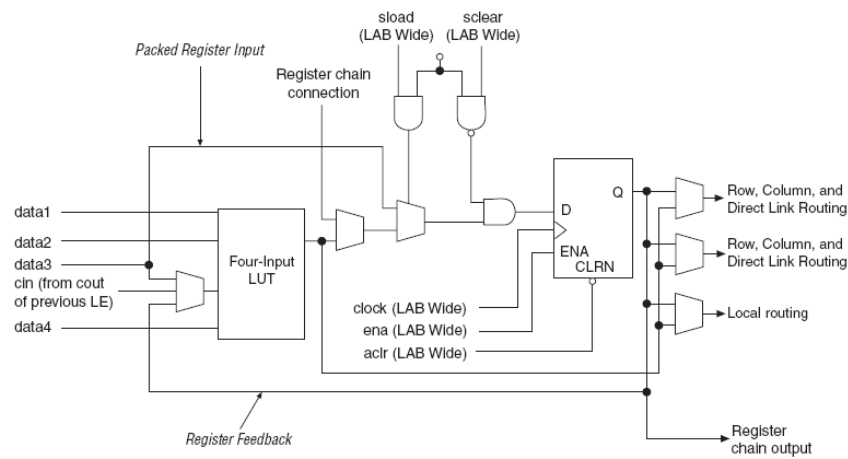 sload
(LAB Wide)
sclear
(LAB Wide)
Packed Register Input
Register chain
connection
data1
data2
data3
cin (from cout
of previous LE)
data4
Four-Input
LUT
D
Q
ENA
CLRN
clock (LAB Wide)
ena (LAB Wide)
aclr (LAB Wide)
Row, Column, and
Direct Link Routing
Row, Column, and
Direct Link Routing
Local routing
Register Feedback
Register
chain output